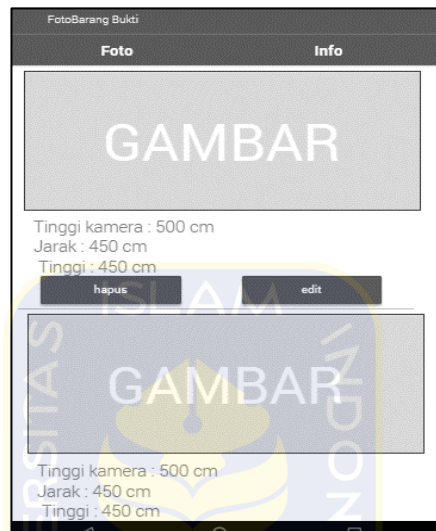 FotoBarang Bukti
Foto Info
GAMBAR
Tinggi kamera : 500 cm
Jarak : 450 cm
Tinggi : 450 cm
hapus edit
ISLAM
GAMBAR
Tinggi kamera : 500 cm
Jarak : 450 cm
Tinggi : 450 cm